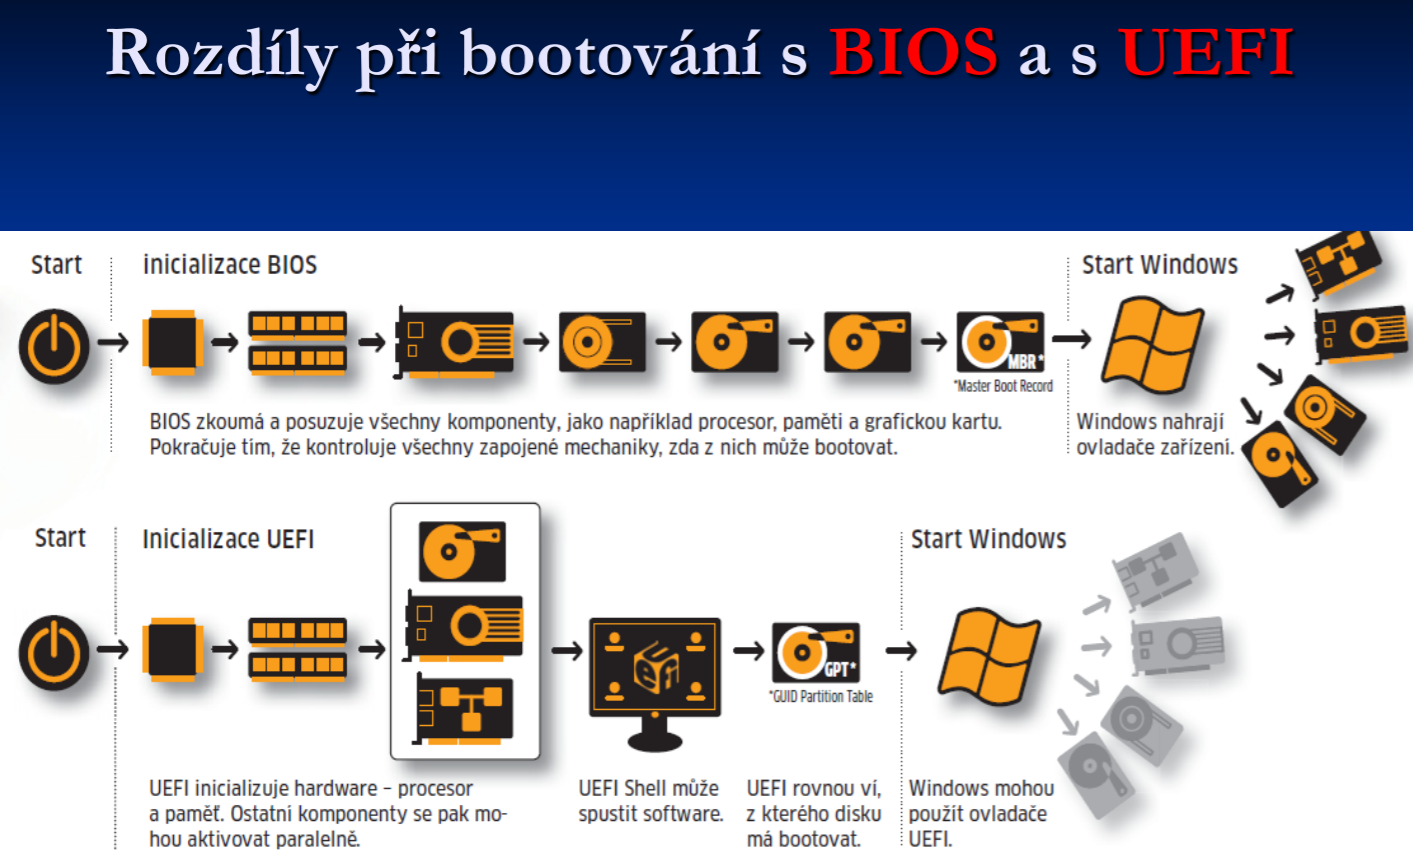 Rozdíly při bootování s BIOS a s UEFI
Start
inicializace BIOS
Start Windows
MBR*
*Master Boot Record
BIOS zkoumá a posuzuje všechny komponenty, jako například procesor, paměti a grafickou kartu.
Pokračuje tím, že kontroluje všechny zapojené mechaniky, zda z nich může bootovat.
Windows nahrají
ovladače zařízení.
Start
Inicializace UEFI
Start Windows
uefi
GPT*
*GUID Partition Table
UEFI inicializuje hardware – procesor
a paměť. Ostatní komponenty se pak mo-
hou aktivovat paralelně.
UEFI Shell může
spustit software.
UEFI rovnou ví,
z kterého disku
má bootovat.
Windows mohou
použít ovladače
UEFI.